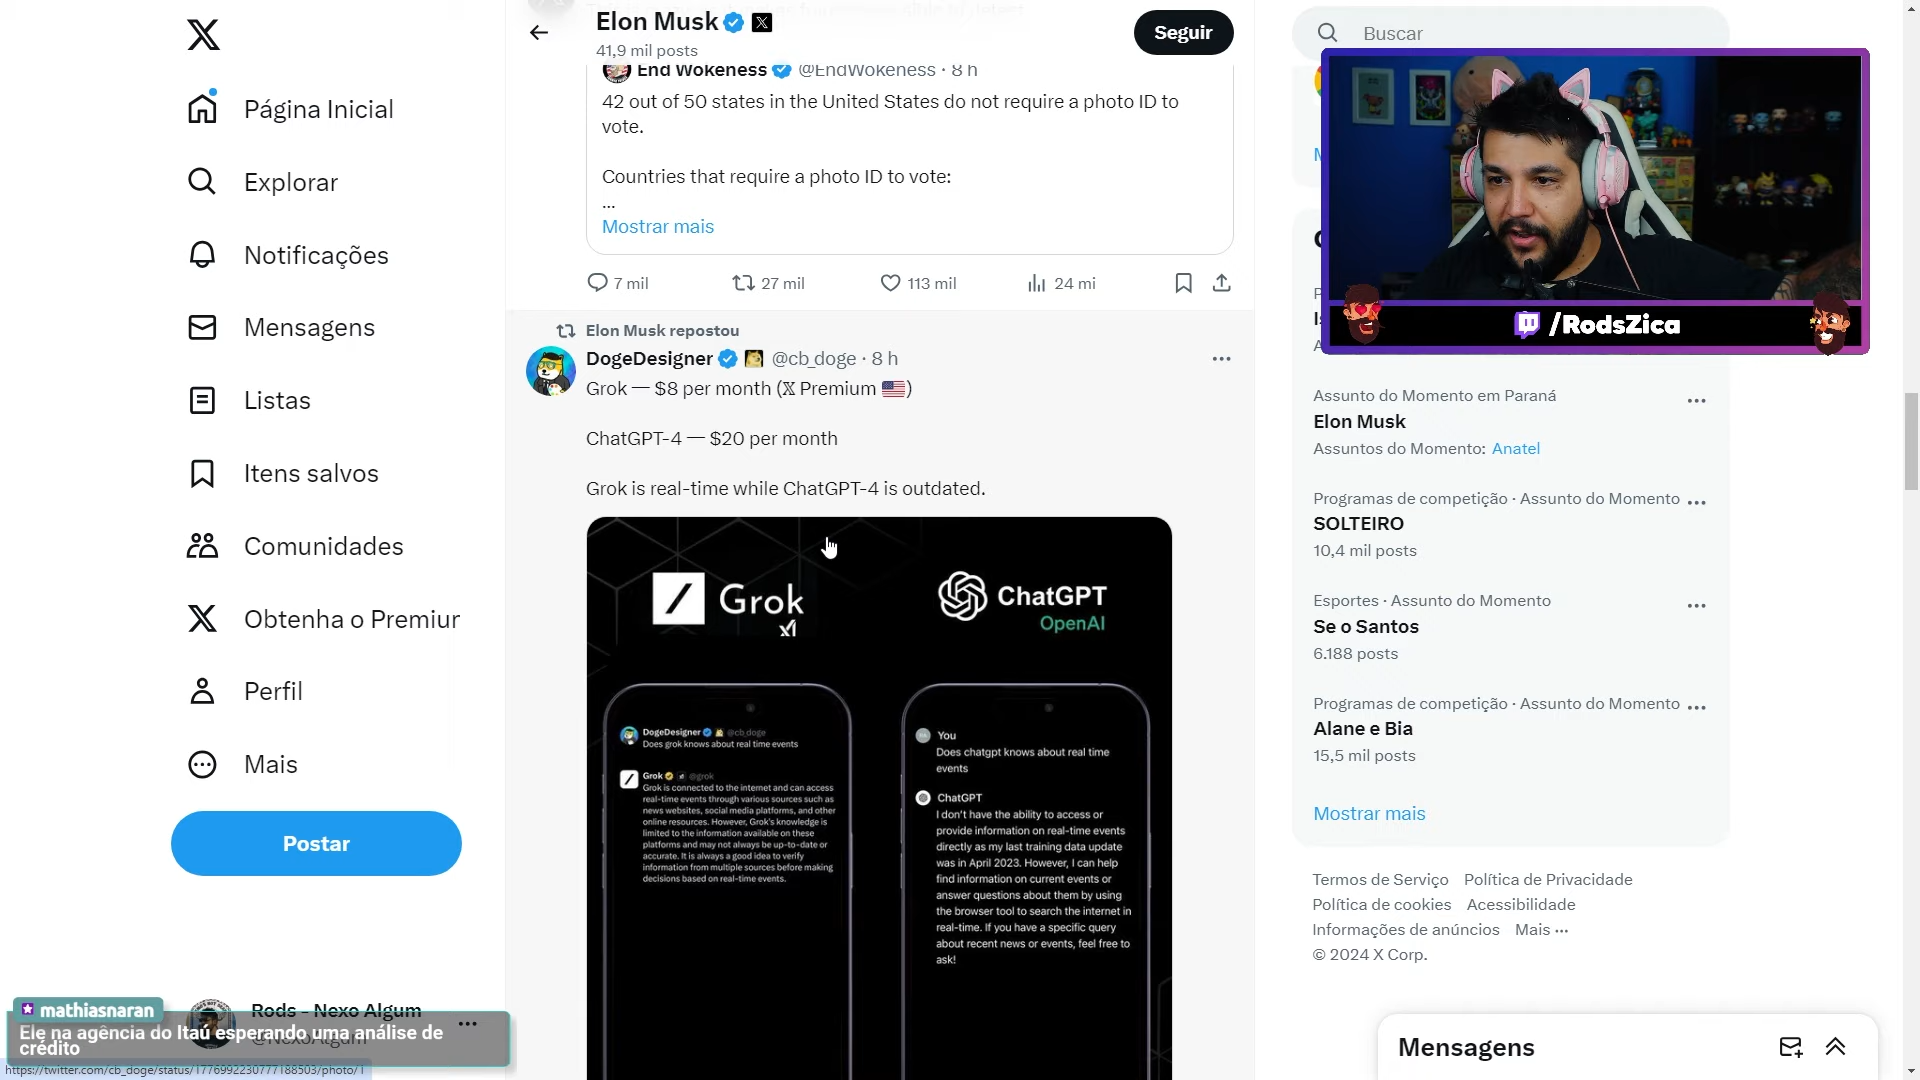 Página Inicial
Explorar
Notificações
Mensagens
Listas
Itens salvos
Comunidades
Obtenha o Premiur
Perfil
Mais
Postar
Rods - Nexo Algum
mathiasnaran
Ele na agência do Itaú esperando uma análise de
crédito
https://twitter.com/cb_doge/status/1776992230777188503/photo/1
Elon Musk
41,9 mil posts
Seguir
End Wokeness @EndWokeness · 8 h
42 out of 50 states in the United States do not require a photo ID to
vote.
Countries that require a photo ID to vote:
...
Mostrar mais
7 mil
27 mil
113 mil
24 mi
Elon Musk repostou
DogeDesigner @cb_doge · 8 h
Grok — $8 per month (𝕏 Premium 🇺🇸)
ChatGPT-4 — $20 per month
Grok is real-time while ChatGPT-4 is outdated.
Grok
xI
ChatGPT
OpenAI
DogeDesigner @cb_doge
Does grok knows about real time events
Grok @grok
Grok is connected to the internet and can access
real-time events through various sources such as
news websites, social media platforms, and other
online resources. However, Grok's knowledge is
limited to the information available on these
platforms and may not always be up-to-date or
accurate. It is always a good idea to verify
information from multiple sources before making
decisions based on real-time events.
You
Does chatgpt knows about real time
events
ChatGPT
I don't have the ability to access or
provide information on real-time events
directly as my last training data update
was in April 2023. However, I can help
find information on current events or
answer questions about them by using
the browser tool to search the internet in
real-time. If you have a specific query
about recent news or events, feel free to
ask!
Buscar
/RodsZica
Assunto do Momento em Paraná
Elon Musk
Assuntos do Momento: Anatel
Programas de competição · Assunto do Momento
SOLTEIRO
10,4 mil posts
Esportes · Assunto do Momento
Se o Santos
6.188 posts
Programas de competição · Assunto do Momento
Alane e Bia
15,5 mil posts
Mostrar mais
Termos de Serviço Política de Privacidade
Política de cookies Acessibilidade
Informações de anúncios Mais ...
© 2024 X Corp.
Mensagens